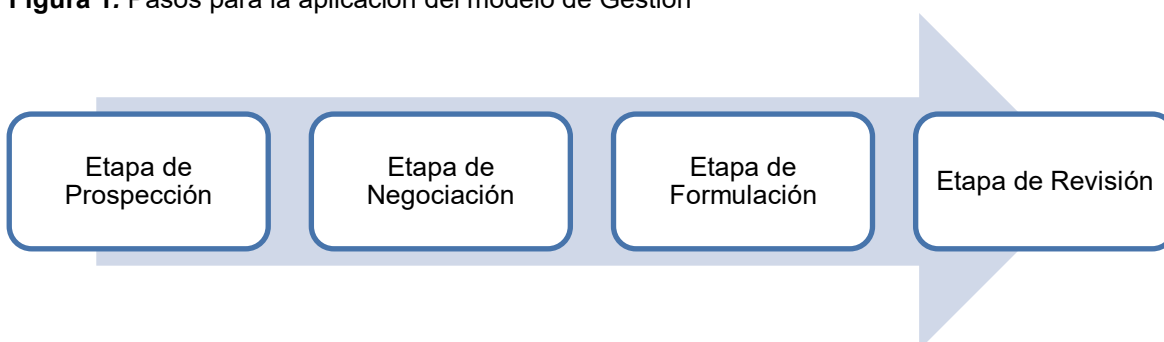 Figura 1. Pasos para la aplicación del modelo de Gestión
Etapa de
Prospección
Etapa de
Negociación
Etapa de
Formulación
Etapa de Revisión